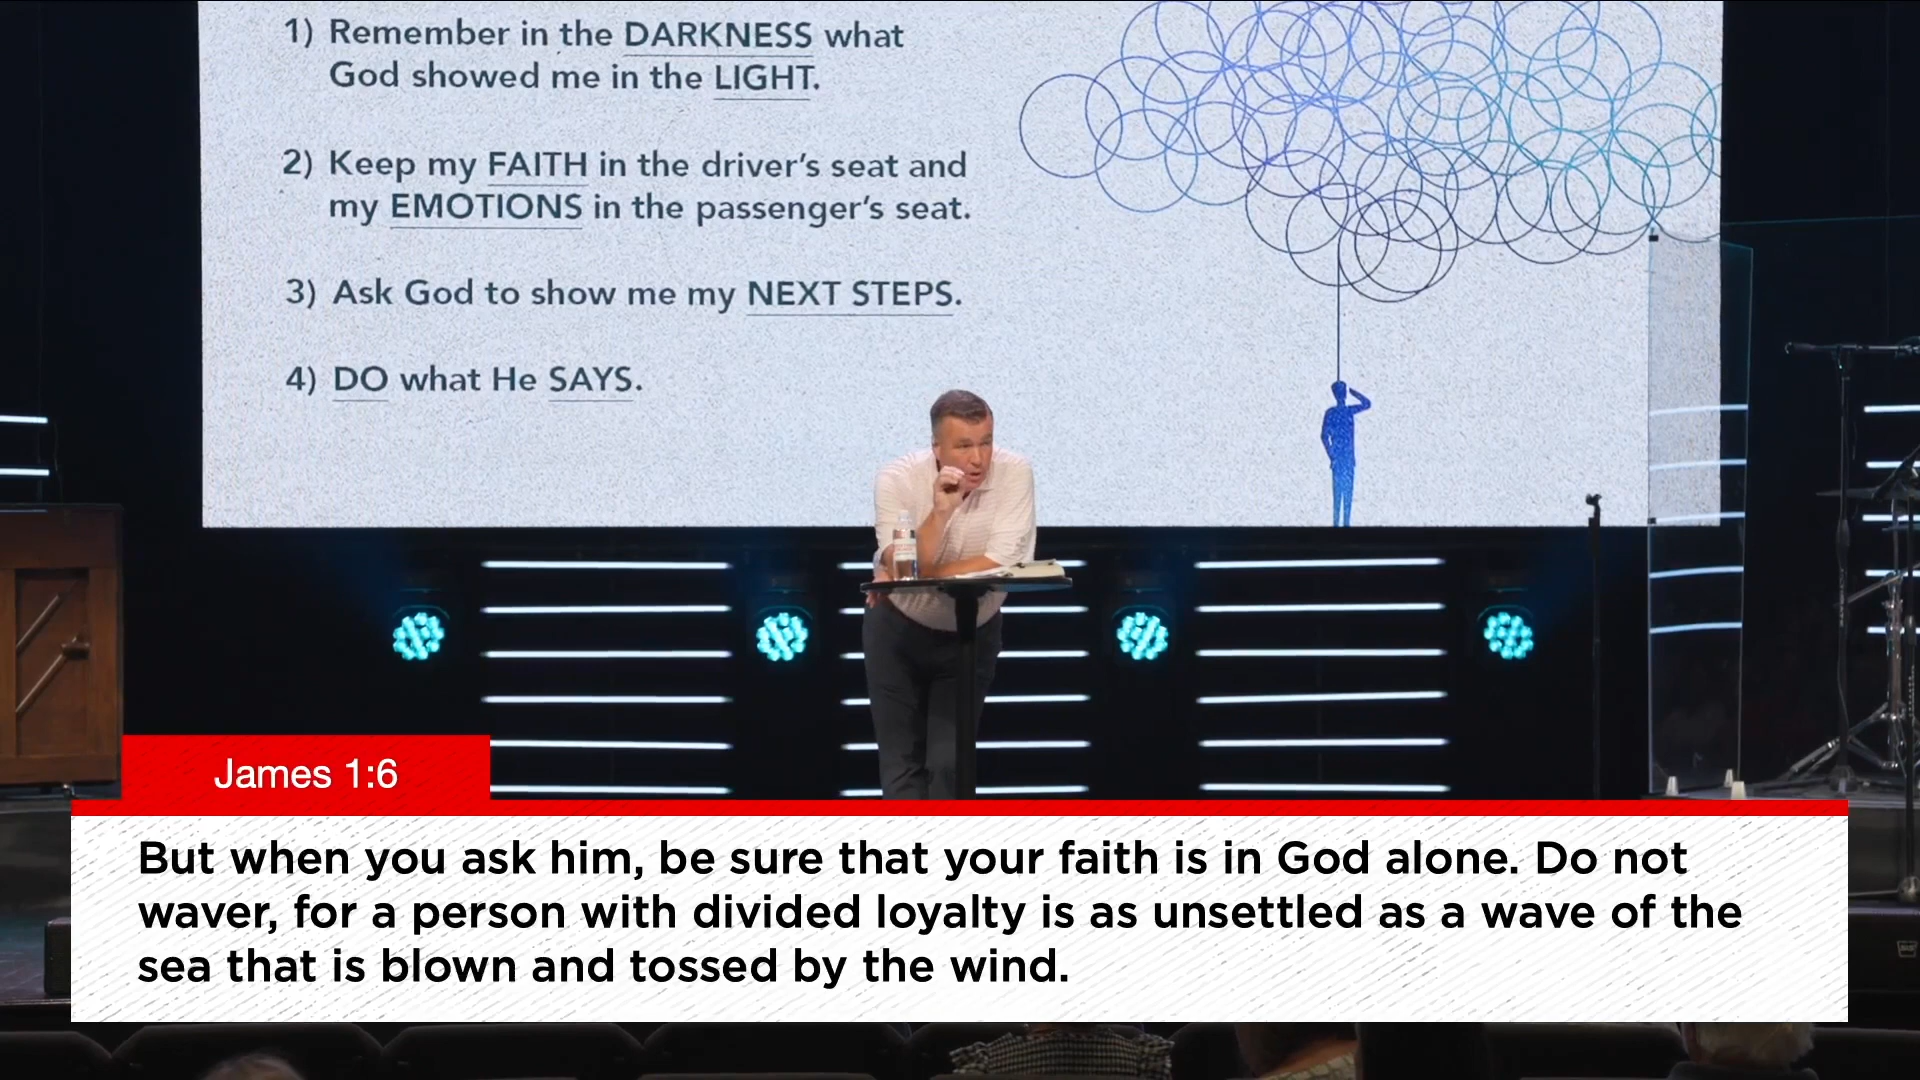 1) Remember in the DARKNESS what
God showed me in the LIGHT.
2) Keep my FAITH in the driver's seat and
my EMOTIONS in the passenger's seat.
3) Ask God to show me my NEXT STEPS.
4) DO what He SAYS.
James 1:6
But when you ask him, be sure that your faith is in God alone. Do not
waver, for a person with divided loyalty is as unsettled as a wave of the
sea that is blown and tossed by the wind.